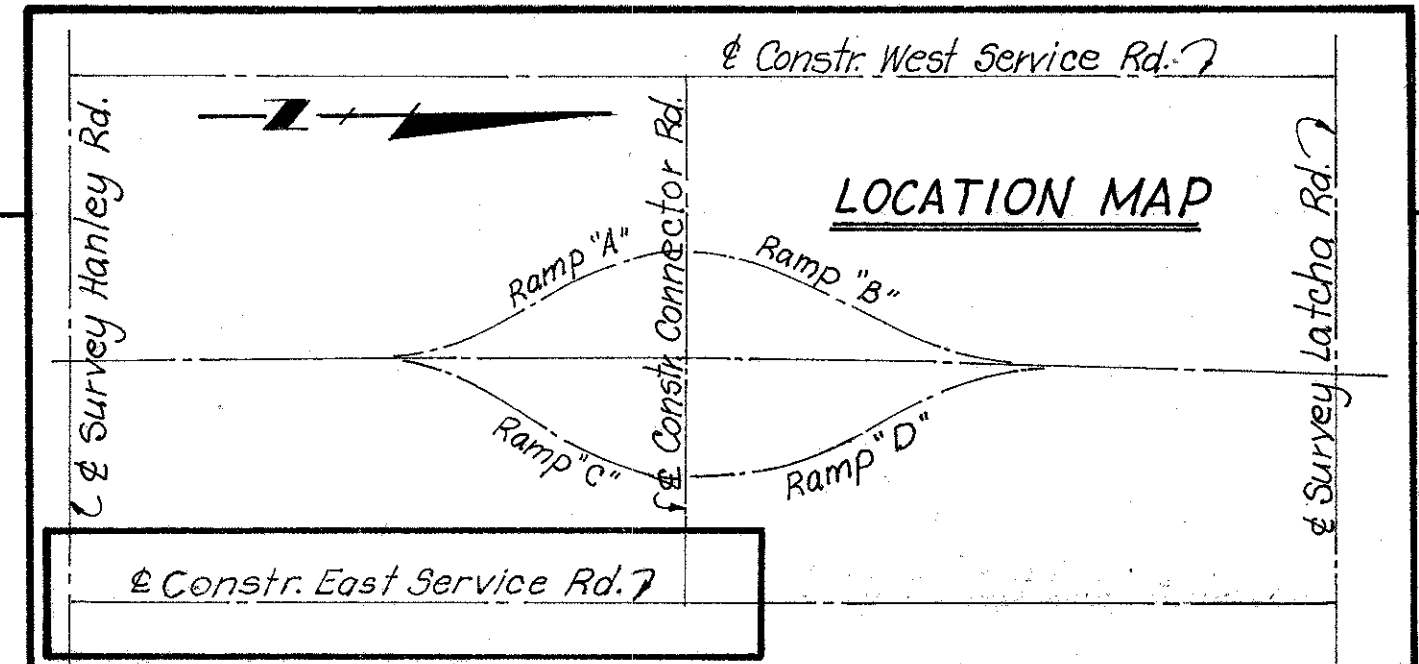 ℄ Constr. West Service Rd.
℄ Survey Hanley Rd.
℄ Constr. Connector Rd.
℄ Survey Latcha Rd.
N
LOCATION MAP
Ramp "A"
Ramp "B"
Ramp "C"
Ramp "D"
℄ Constr. East Service Rd.